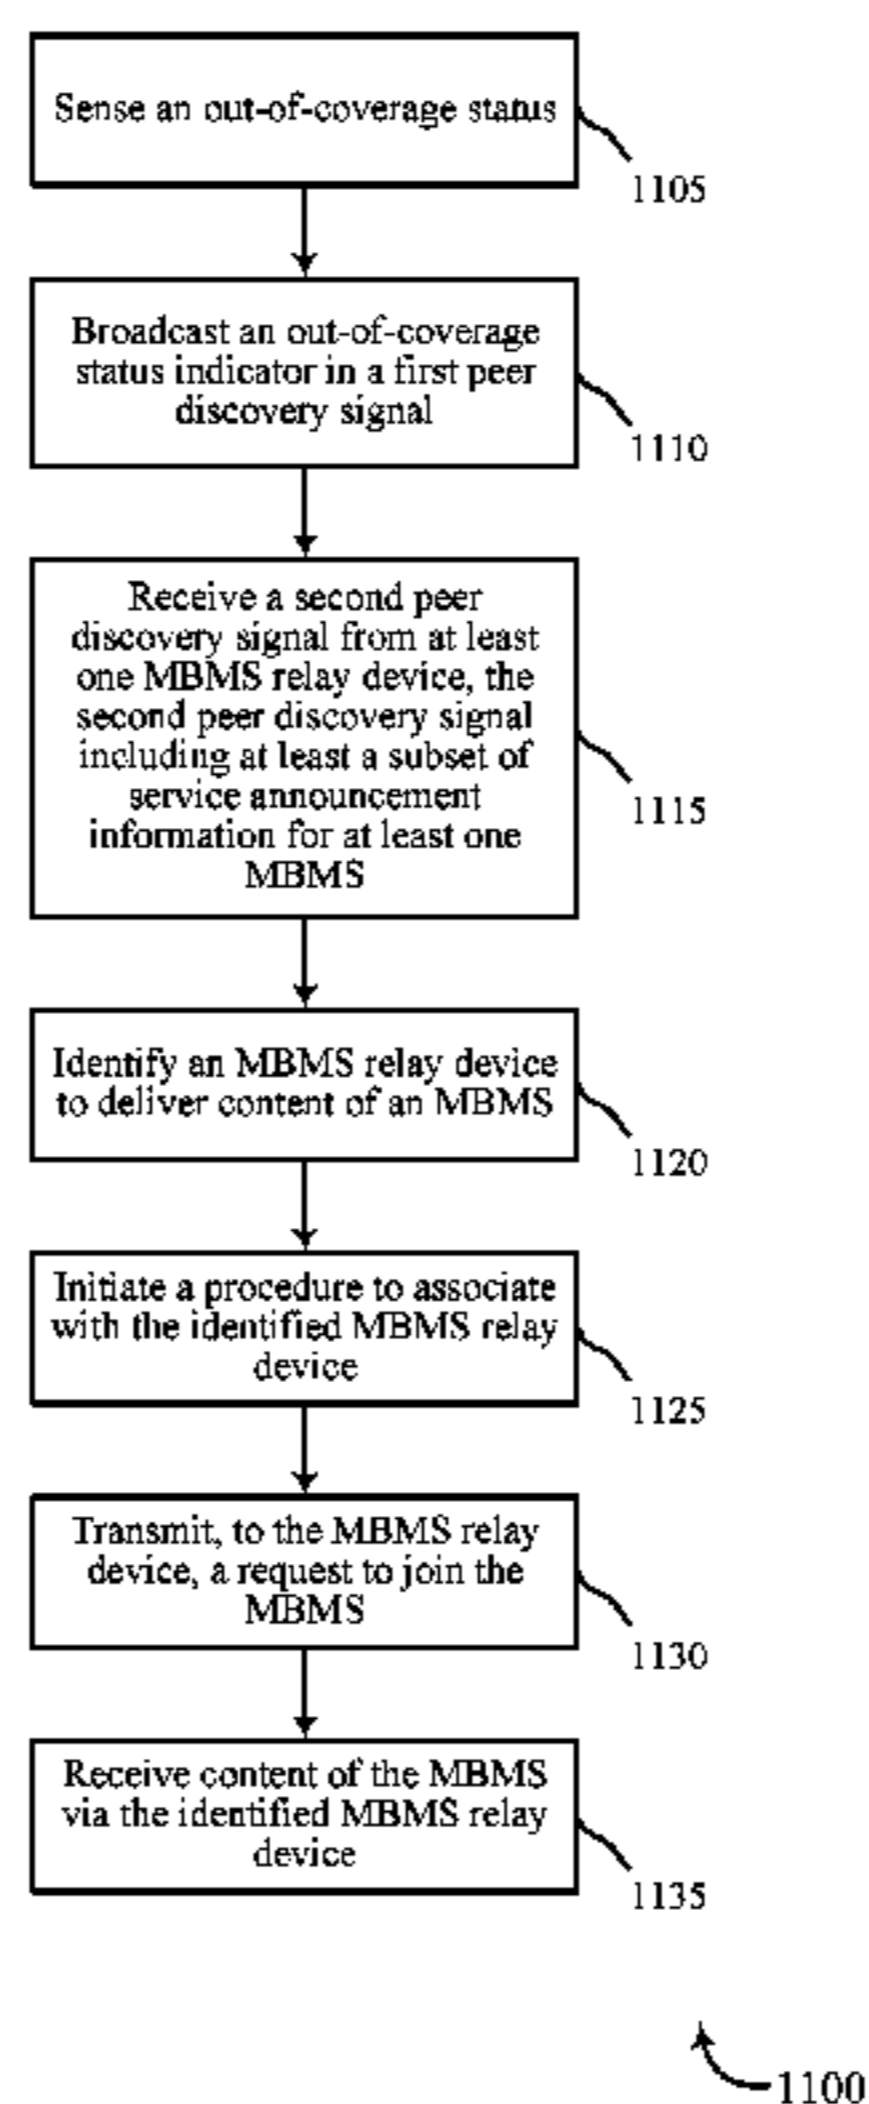 Sense an out-of-coverage status
1105
Broadcast an out-of-coverage
status indicator in a first peer
discovery signal
1110
Receive a second peer
discovery signal from at least
one MBMS relay device, the
second peer discovery signal
including at least a subset of
service announcement
information for at least one
MBMS
1115
Identify an MBMS relay device
to deliver content of an MBMS
1120
Initiate a procedure to associate
with the identified MBMS relay
device
1125
Transmit, to the MBMS relay
device, a request to join the
MBMS
1130
Receive content of the MBMS
via the identified MBMS relay
device
1135
1100